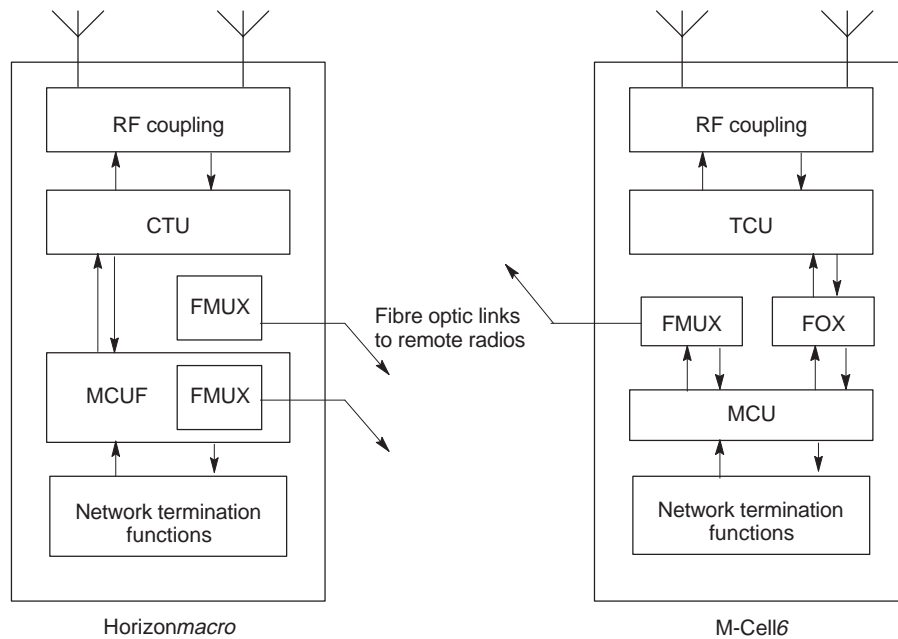 RF coupling
CTU
FMUX
MCUF
FMUX
Network termination
functions
Horizonmacro
Fibre optic links
to remote radios
RF coupling
TCU
FMUX
FOX
MCU
Network termination
functions
M-Cell6